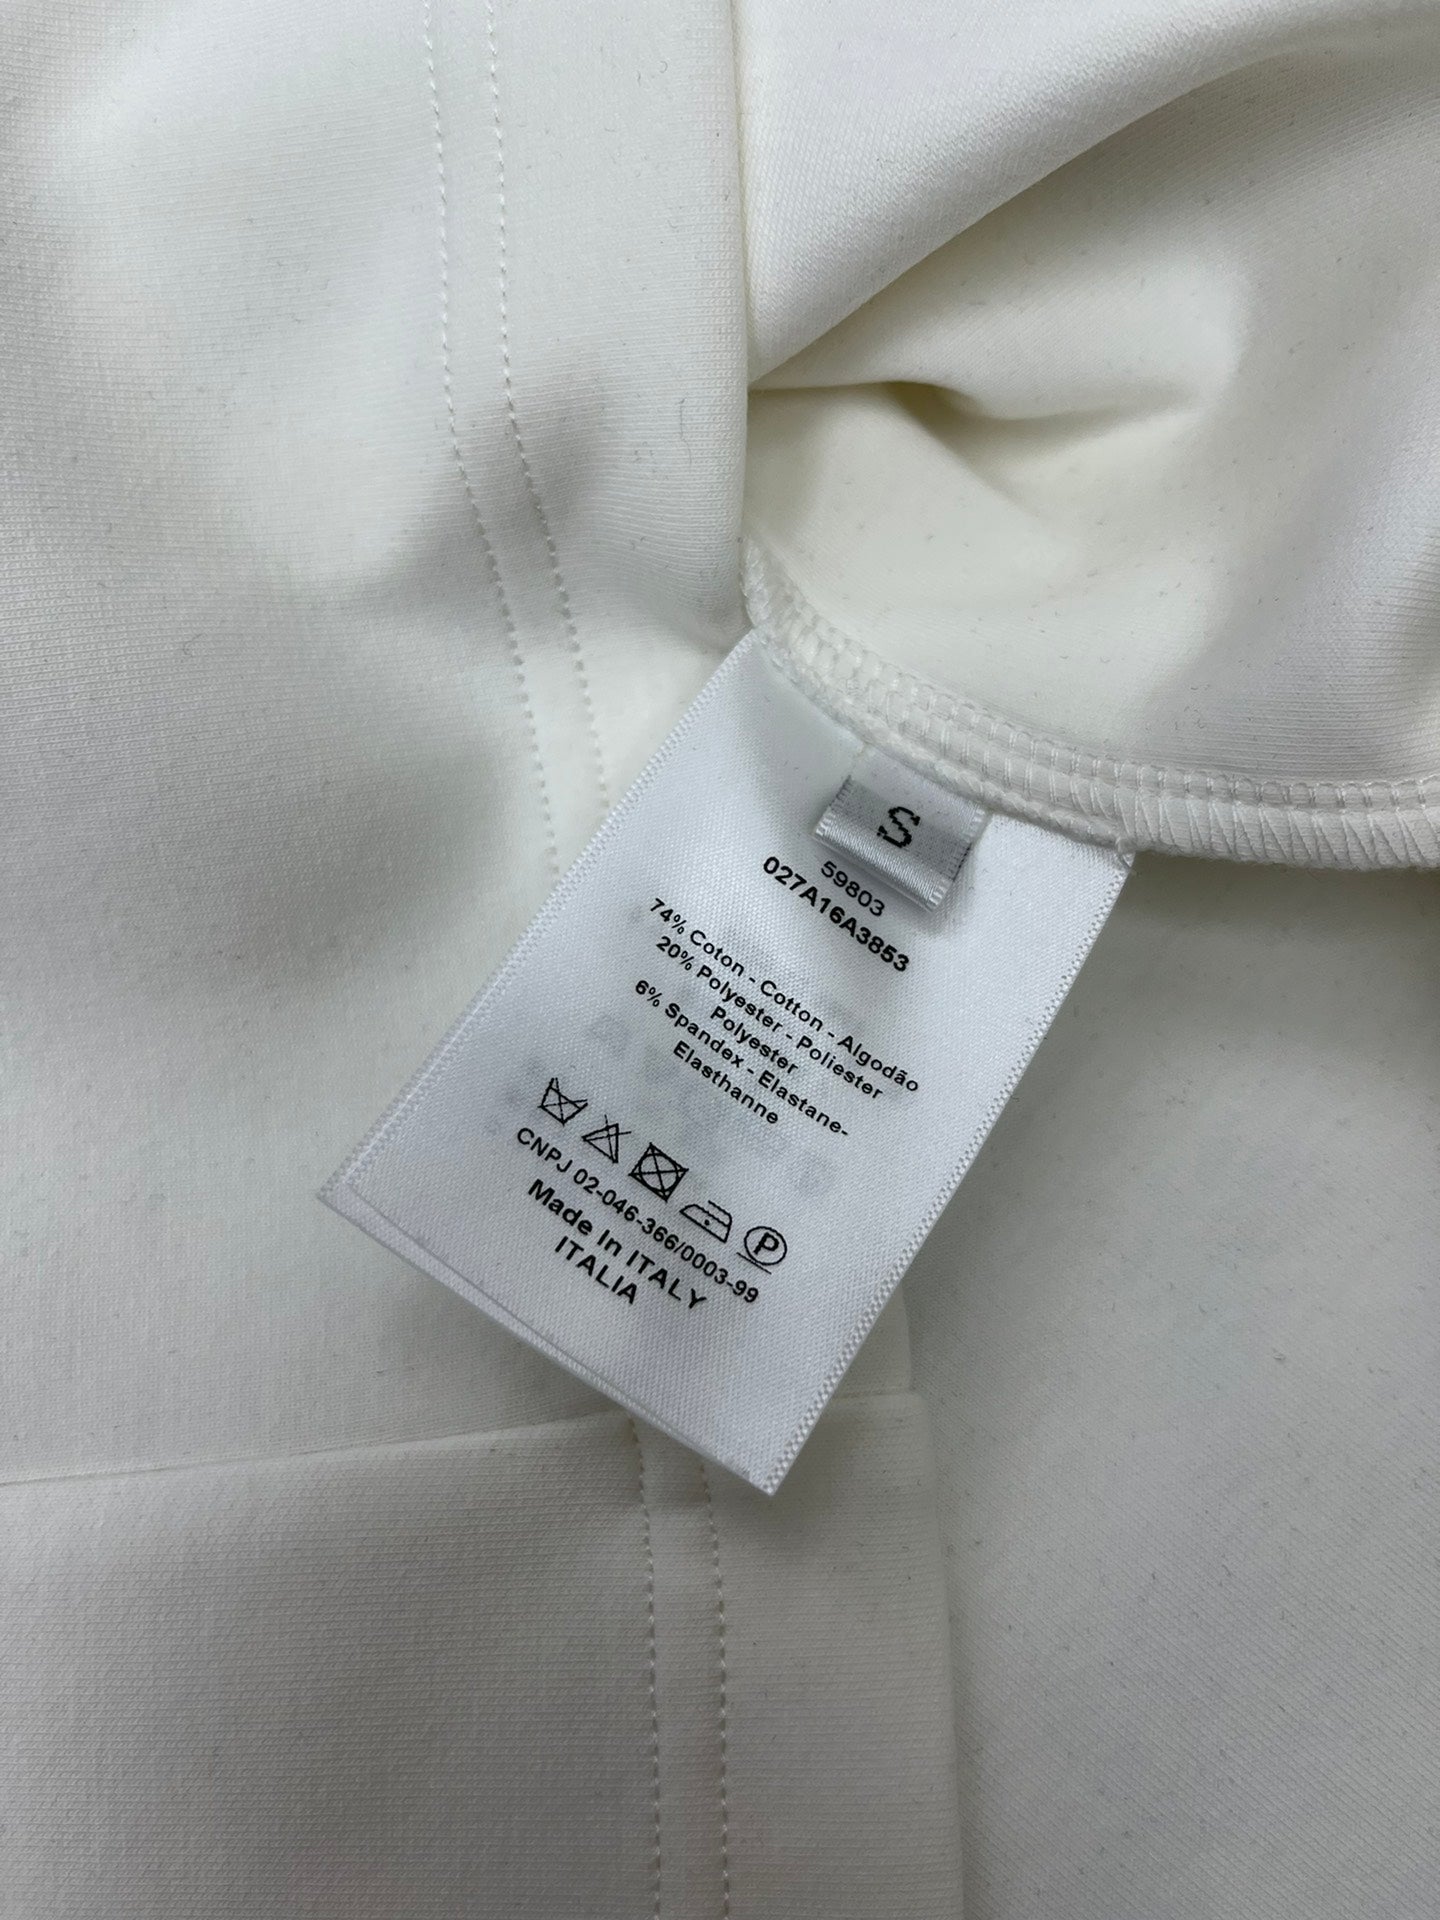 S
59803
027A16A3853
74% Coton - Cotton - Algodão
20% Polyester - Poliester
Polyester
6% Spandex - Elastane-
Elasthanne
P
CNPJ 02-046-366/0003-99
Made In ITALY
ITALIA